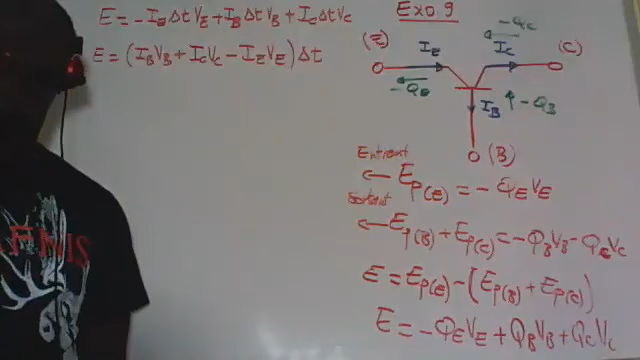 E = -I_E Δt V_E + I_B Δt V_B + I_C Δt V_C
E = (I_B V_B + I_C V_C - I_E V_E) Δt
Ex 0.9
-Q_C
(E)
I_E
I_C
(C)
-Q_e
I_B
-Q_B
(B)
Entrant
← E_P(E) = -Q_E V_E
Sortant
← E_P(B) + E_P(C) = -Q_B V_B - Q_C V_C
E = E_P(E) - (E_P(B) + E_P(C))
E = -Q_E V_E + Q_B V_B + Q_C V_C